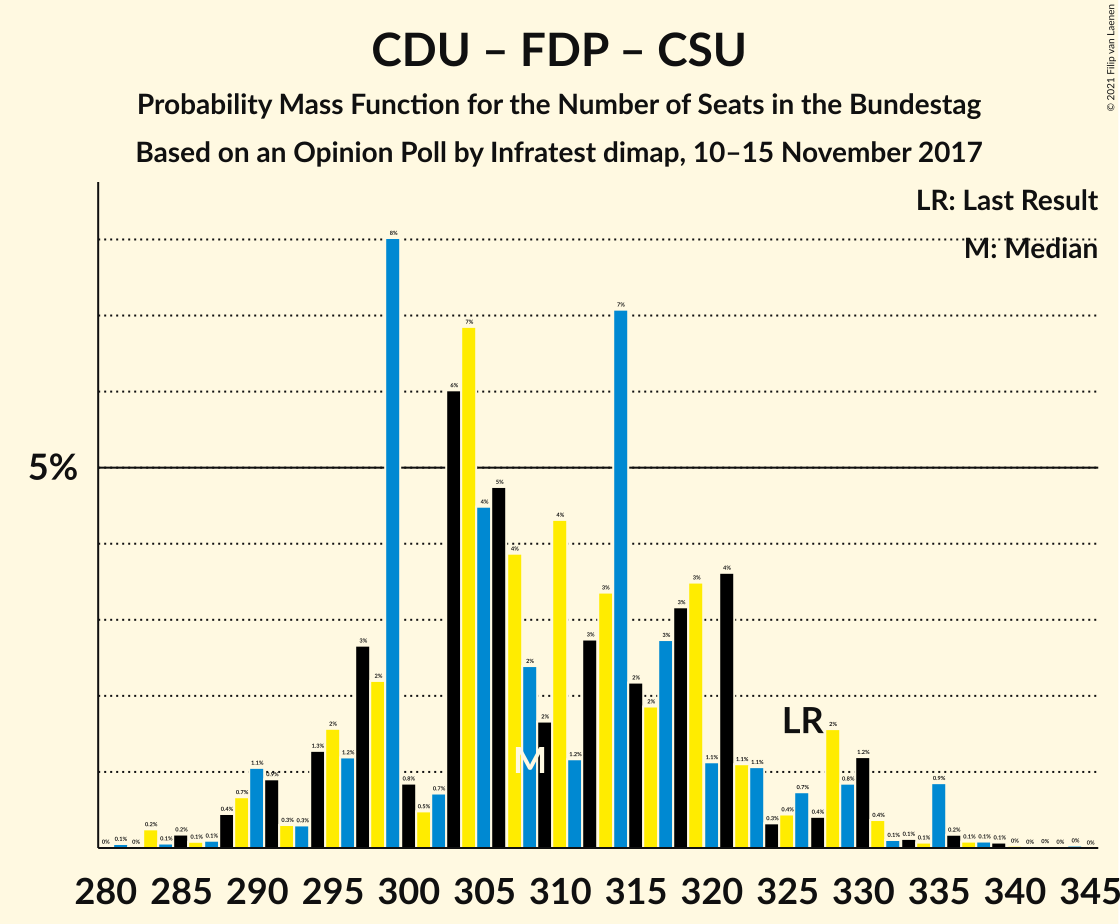 CDU – FDP – CSU
Probability Mass Function for the Number of Seats in the Bundestag
Based on an Opinion Poll by Infratest dimap, 10–15 November 2017
© 2021 Filip van Laenen
LR: Last Result
M: Median
5%
0% 0.1% 0% 0.2% 0.1% 0.2% 0.1% 0.1% 0.4% 0.7% 1.1% 0.9% 0.3% 0.3% 1.3% 2% 1.2% 3% 2% 8% 0.8% 0.5% 0.7% 6% 7% 4% 5% 4% 2% 2% 4% 1.2% 3% 3% 7% 2% 2% 3% 3% 3% 1.1% 4% 1.1% 1.1% 0.3% 0.4% 0.7% 0.4% 2% 0.8% 1.2% 0.4% 0.1% 0.1% 0.1% 0.9% 0.2% 0.1% 0.1% 0.1% 0% 0% 0% 0% 0% 0%
M
LR
280 285 290 295 300 305 310 315 320 325 330 335 340 345